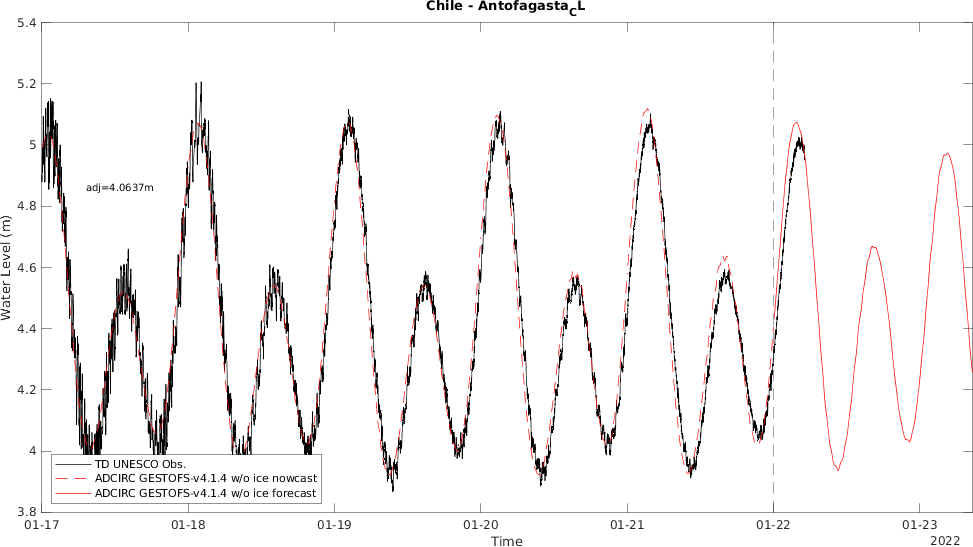 Chile - Antofagasta_CL
5.4
5.2
5
4.8
4.6
4.4
4.2
4
3.8
Water Level (m)
adj=4.0637m
TD UNESCO Obs.
ADCIRC GESTOFS-v4.1.4 w/o ice nowcast
ADCIRC GESTOFS-v4.1.4 w/o ice forecast
01-17 01-18 01-19 01-20 01-21 01-22 01-23
Time
2022